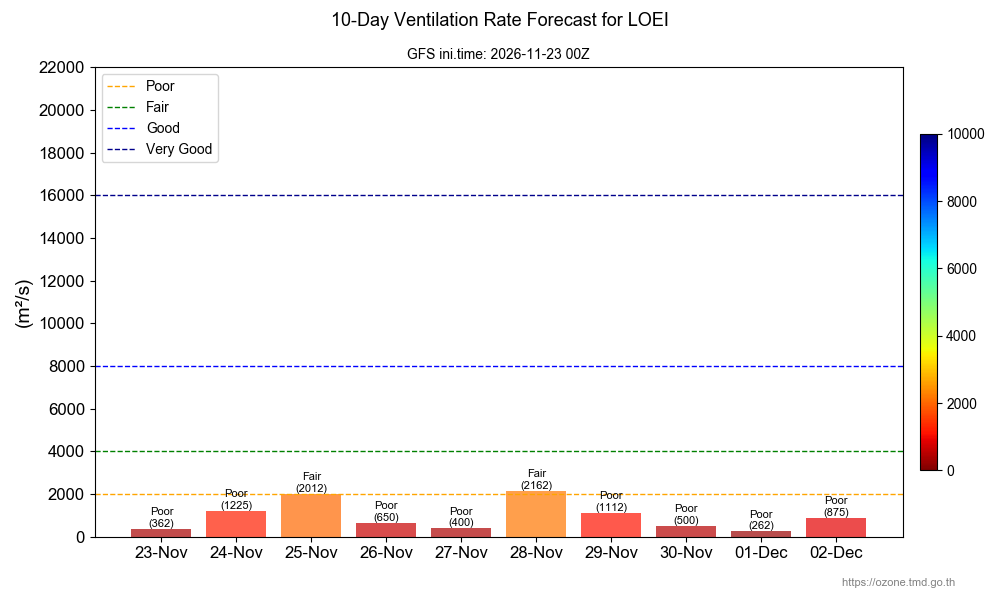 10-Day Ventilation Rate Forecast for LOEI
GFS ini.time: 2026-11-23 00Z
(m²/s)
22000
20000
18000
16000
14000
12000
10000
8000
6000
4000
2000
0
Poor
Fair
Good
Very Good
Poor
(362)
Poor
(1225)
Fair
(2012)
Poor
(650)
Poor
(400)
Fair
(2162)
Poor
(1112)
Poor
(500)
Poor
(262)
Poor
(875)
23-Nov 24-Nov 25-Nov 26-Nov 27-Nov 28-Nov 29-Nov 30-Nov 01-Dec 02-Dec
10000
8000
6000
4000
2000
0
https://ozone.tmd.go.th